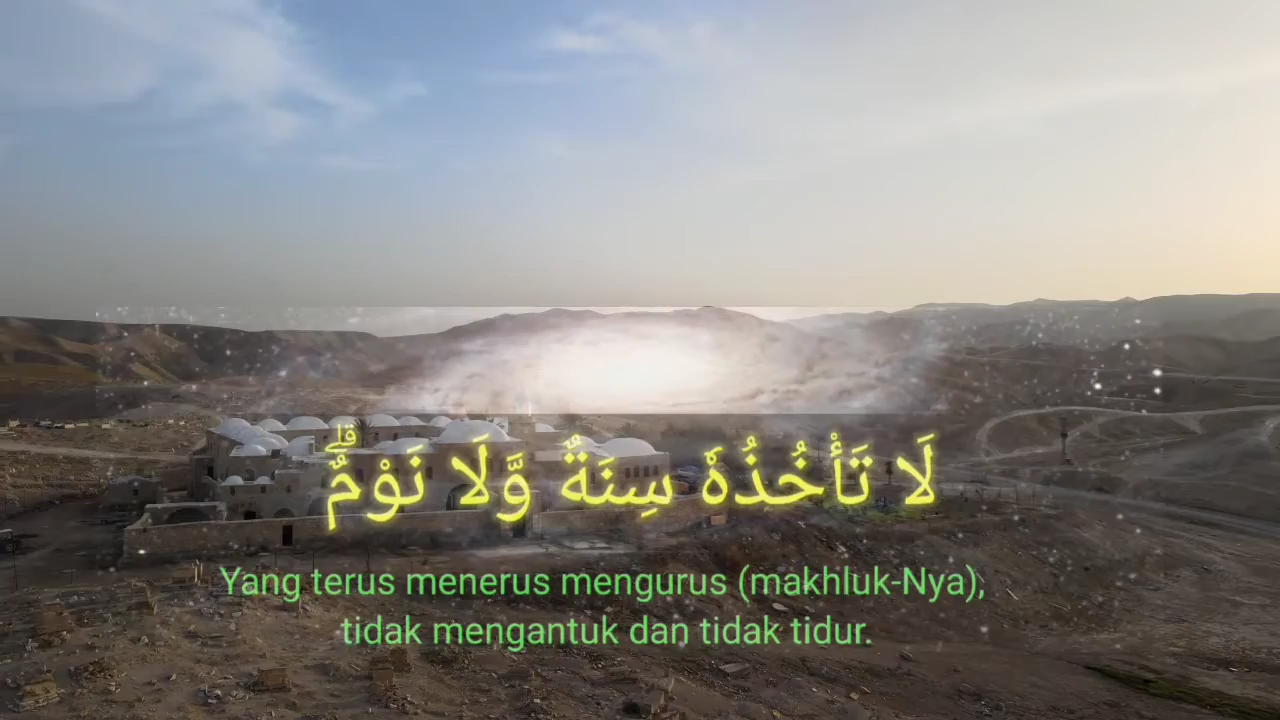 لَا تَأْخُذُهٗ سِنَةٌ وَّلَا نَوْمٌۗ
Yang terus menerus mengurus (makhluk-Nya),
tidak mengantuk dan tidak tidur.